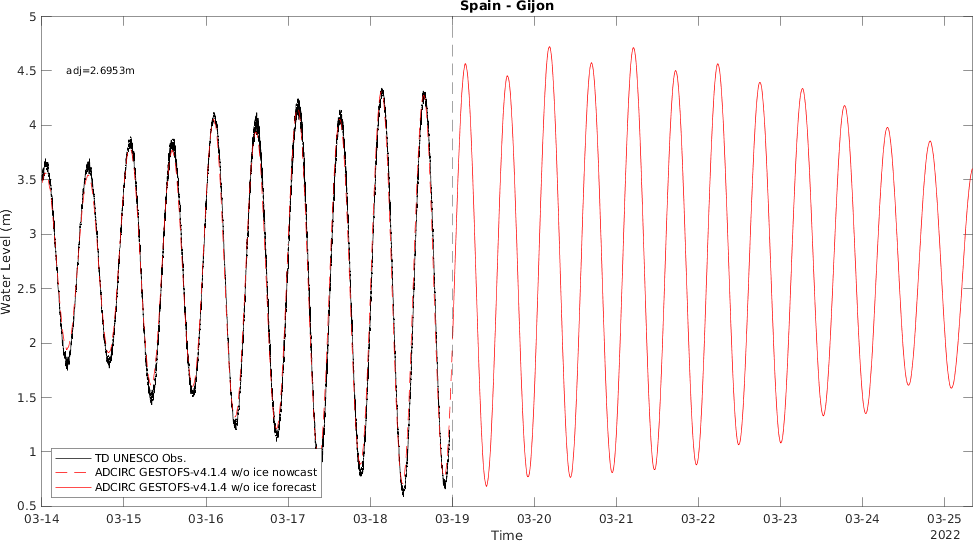 Spain - Gijon
5
4.5
4
3.5
3
2.5
2
1.5
1
0.5
Water Level (m)
adj=2.6953m
TD UNESCO Obs.
ADCIRC GESTOFS-v4.1.4 w/o ice nowcast
ADCIRC GESTOFS-v4.1.4 w/o ice forecast
03-14 03-15 03-16 03-17 03-18 03-19 03-20 03-21 03-22 03-23 03-24 03-25
Time
2022